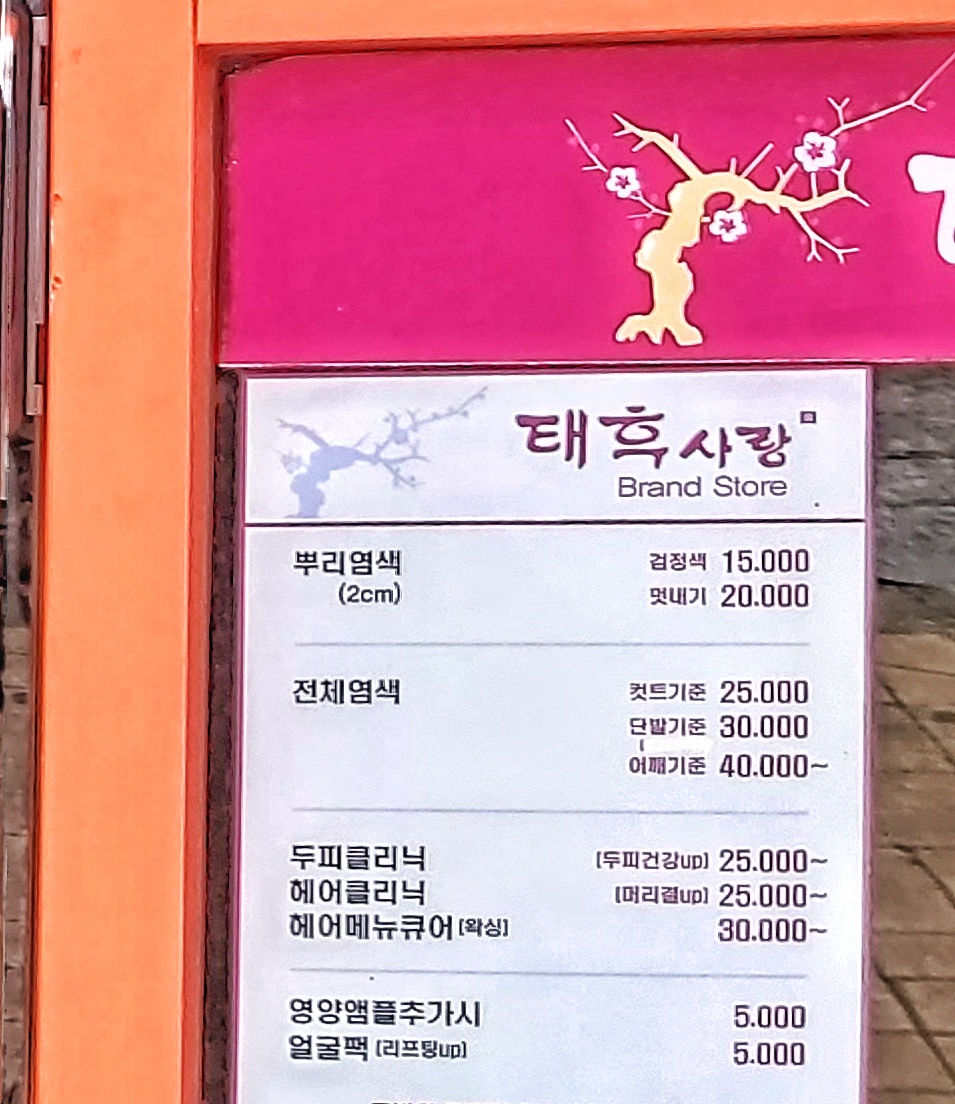 태후사랑
Brand Store
뿌리염색 검정색 15.000
(2cm) 멋내기 20.000
전체염색 컷트기준 25.000
단발기준 30.000
어깨기준 40.000~
두피클리닉 [두피건강up] 25.000~
헤어클리닉 [머리결up] 25.000~
헤어메뉴큐어[왁싱] 30.000~
영양앰플추가시 5.000
얼굴팩[리프팅up] 5.000